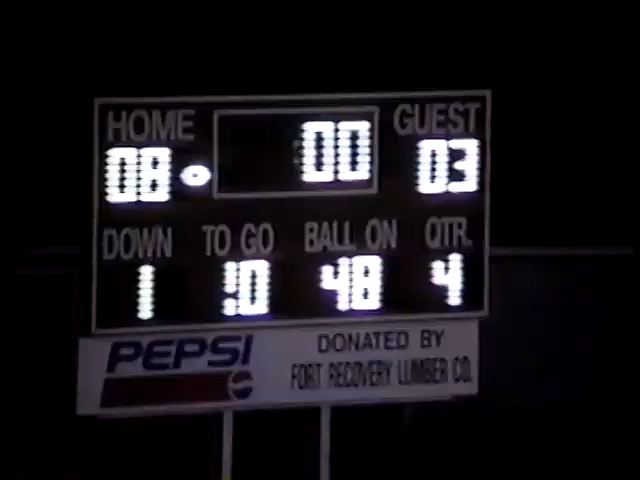 HOME 00 GUEST
08 03
DOWN TO GO BALL ON QTR.
1 10 48 4
PEPSI
DONATED BY
FORT RECOVERY LUMBER CO.